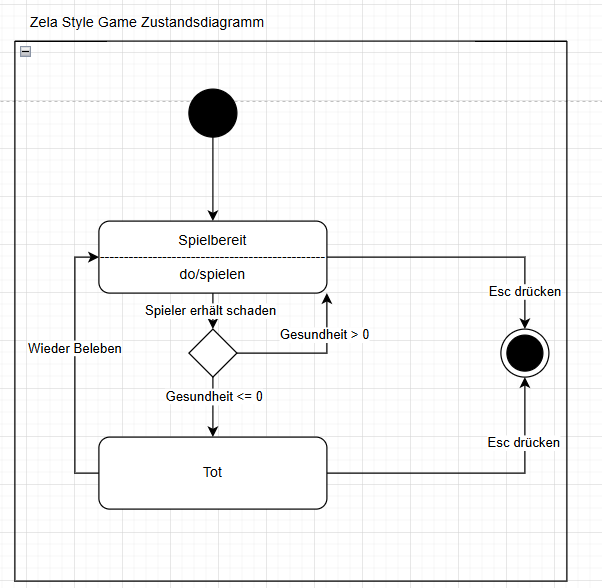 Zela Style Game Zustandsdiagramm
Spielbereit
do/spielen
Esc drücken
Spieler erhält schaden
Gesundheit > 0
Wieder Beleben
Gesundheit <= 0
Esc drücken
Tot